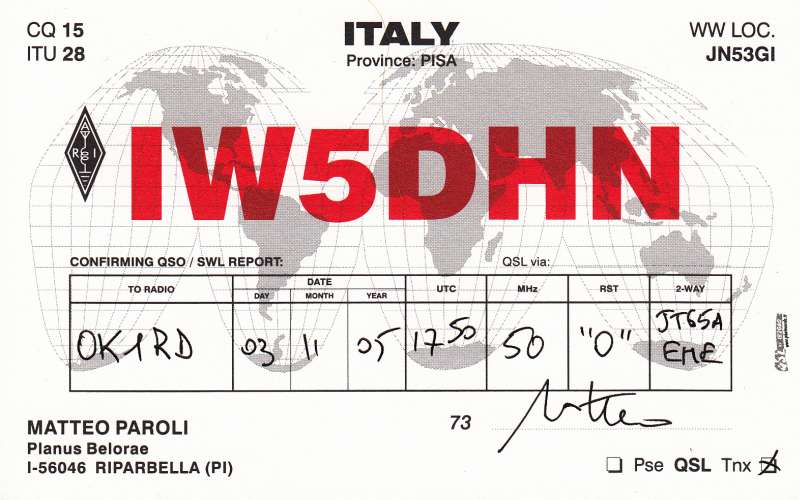 CQ 15
ITU 28
ITALY
Province: PISA
WW LOC.
JN53GI
A
R I
IW5DHN
CONFIRMING QSO / SWL REPORT:
QSL via:
TO RADIO
DATE
DAY MONTH YEAR
UTC
MHz
RST
2-WAY
OK1RD
03 11 05
1750
50
"O"
JT65A
EME
MATTEO PAROLI
Planus Belorae
I-56046 RIPARBELLA (PI)
73
Matteo
Pse QSL Tnx